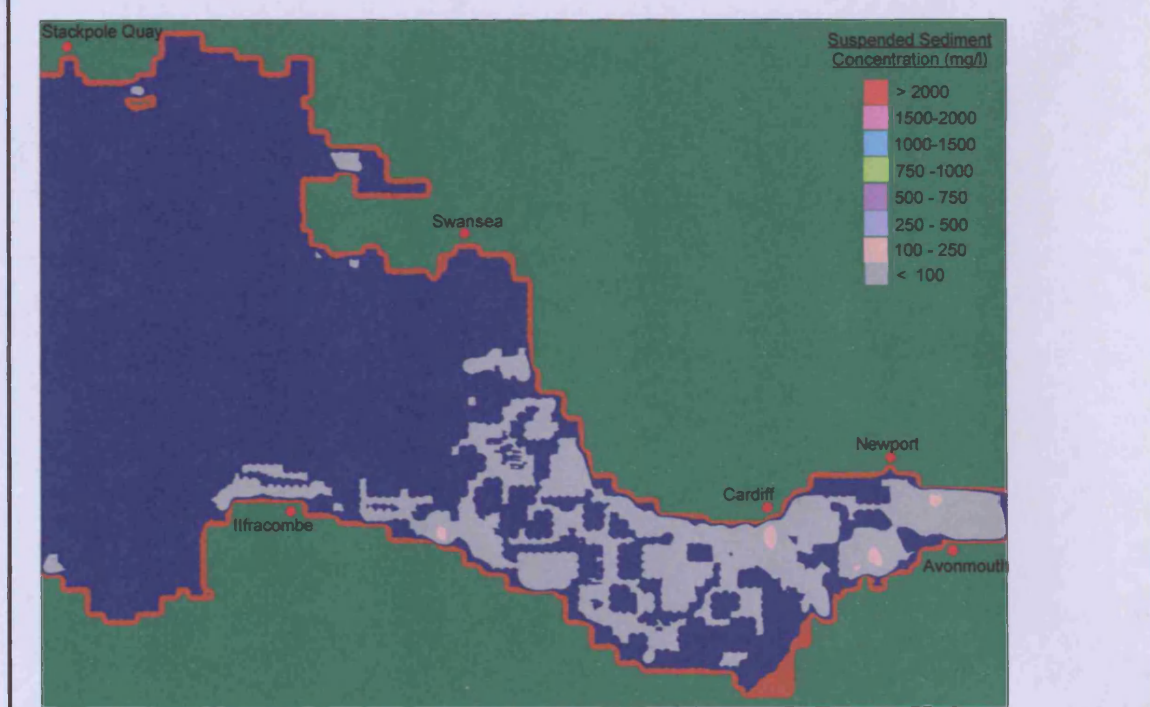 Stackpole Quay
Suspended Sediment
Concentration (mg/l)
> 2000
1500-2000
1000-1500
750 -1000
500 - 750
250 - 500
100 - 250
< 100
Swansea
Newport
Cardiff
Ilfracombe
Avonmouth